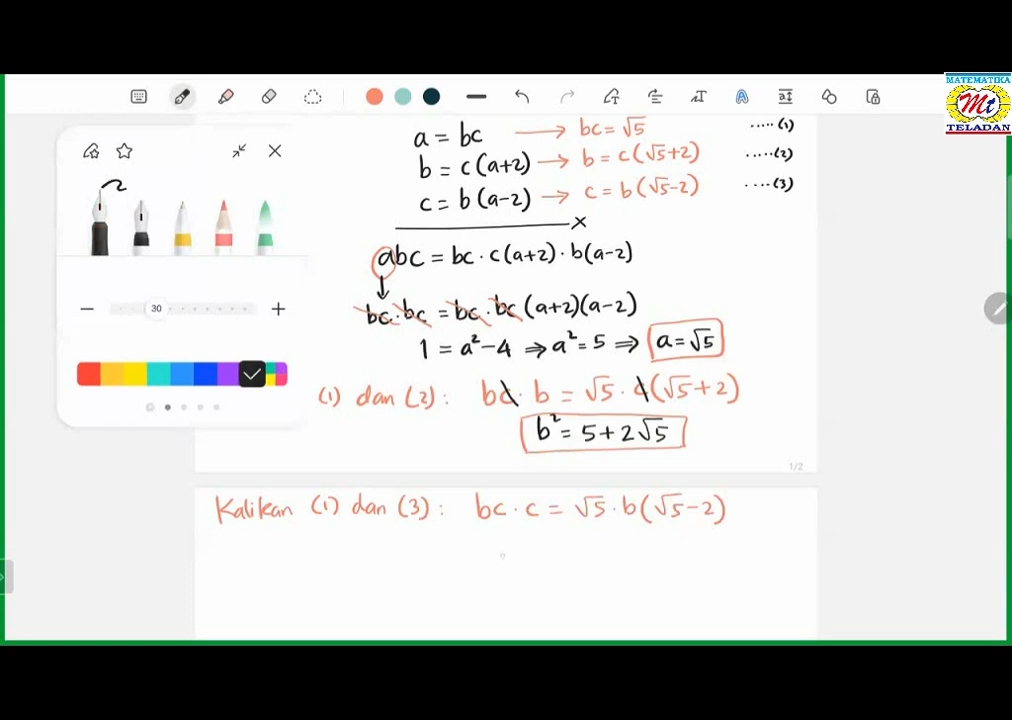 MATEMATIKA
Mt
TELADAN
a = bc → bc = √5 .....(1)
b = c(a+2) → b = c(√5+2) .....(2)
c = b(a-2) → c = b(√5-2) ....(3)
x
abc = bc · c(a+2) · b(a-2)
bc · bc = bc · bc (a+2)(a-2)
30
1 = a² - 4 ⇒ a² = 5 ⇒ a = √5
(1) dan (2) : bc · b = √5 · c(√5+2)
b² = 5 + 2√5
1/2
Kalikan (1) dan (3) : bc · c = √5 · b(√5-2)